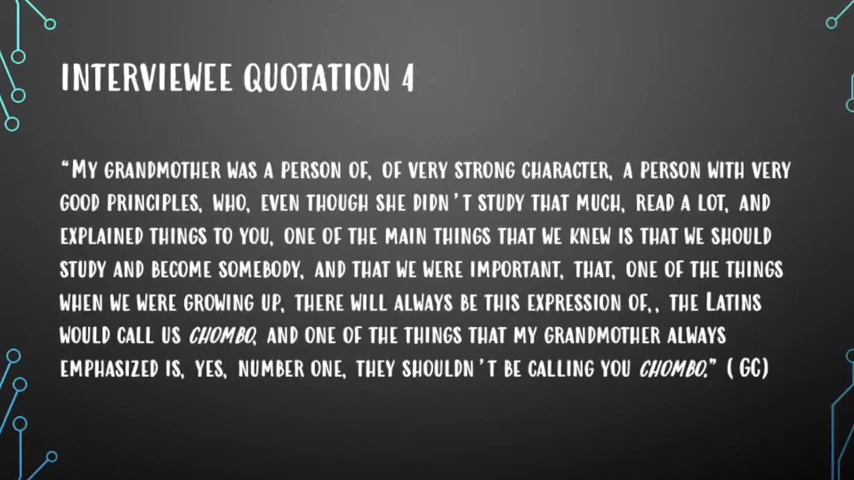 INTERVIEWEE QUOTATION 4
“MY GRANDMOTHER WAS A PERSON OF, OF VERY STRONG CHARACTER, A PERSON WITH VERY
GOOD PRINCIPLES, WHO, EVEN THOUGH SHE DIDN’T STUDY THAT MUCH, READ A LOT, AND
EXPLAINED THINGS TO YOU, ONE OF THE MAIN THINGS THAT WE KNEW IS THAT WE SHOULD
STUDY AND BECOME SOMEBODY, AND THAT WE WERE IMPORTANT, THAT, ONE OF THE THINGS
WHEN WE WERE GROWING UP, THERE WILL ALWAYS BE THIS EXPRESSION OF,, THE LATINS
WOULD CALL US CHOMBO, AND ONE OF THE THINGS THAT MY GRANDMOTHER ALWAYS
EMPHASIZED IS, YES, NUMBER ONE, THEY SHOULDN’T BE CALLING YOU CHOMBO.” (GC)